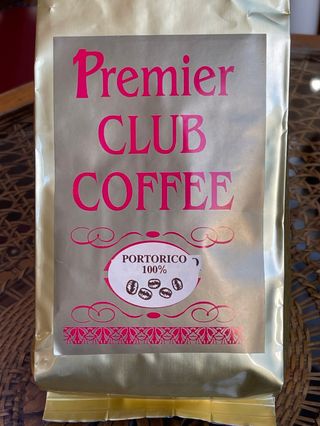 Premier
CLUB
COFFEE
PORTORICO
100%